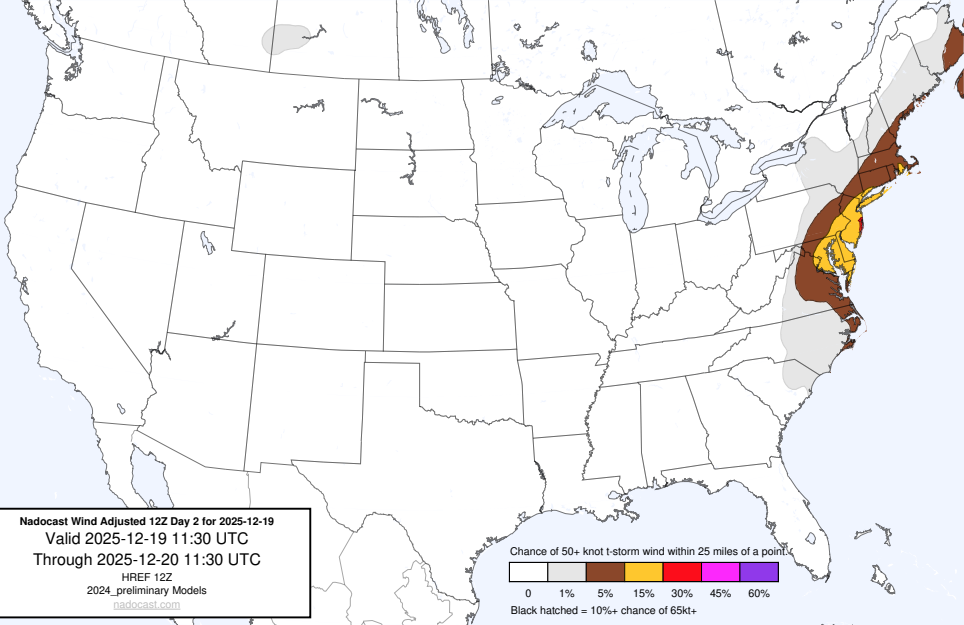 Nadocast Wind Adjusted 12Z Day 2 for 2025-12-19
Valid 2025-12-19 11:30 UTC
Through 2025-12-20 11:30 UTC
HREF 12Z
2024_preliminary Models
nadocast.com
Chance of 50+ knot t-storm wind within 25 miles of a point.
0 1% 5% 15% 30% 45% 60%
Black hatched = 10%+ chance of 65kt+